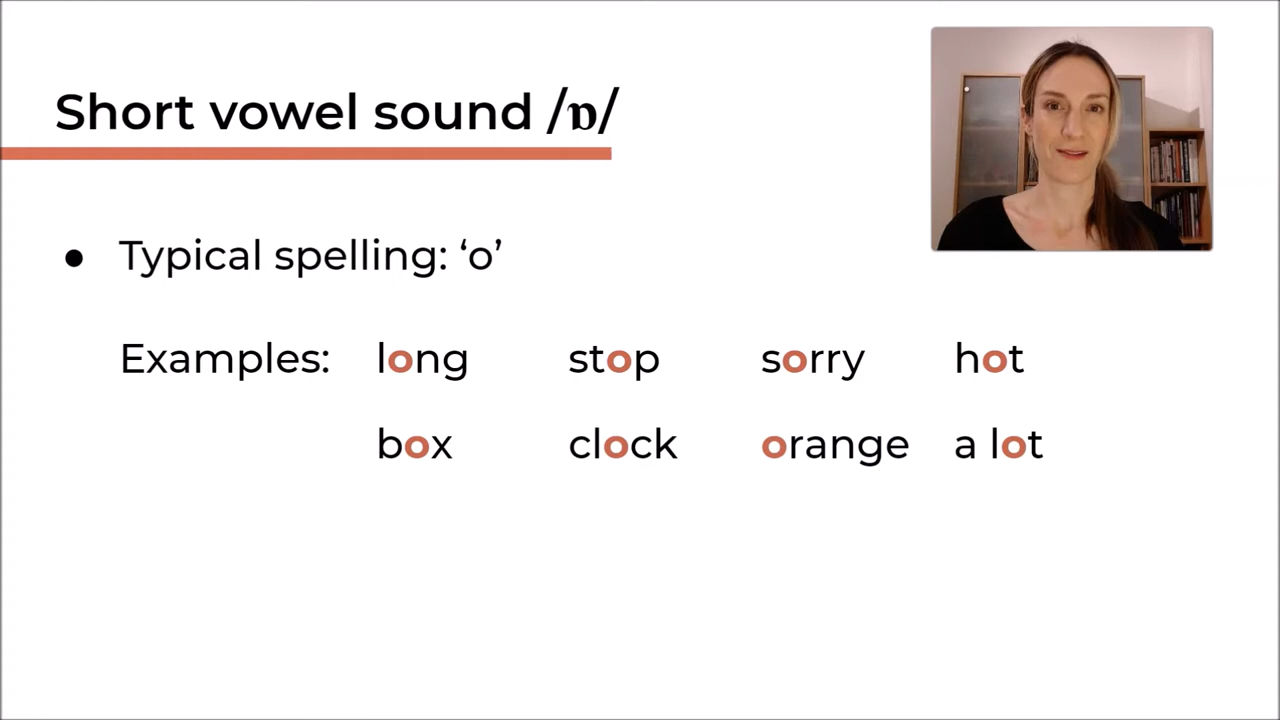 Short vowel sound /ɒ/
● Typical spelling: ‘o’
Examples: long stop sorry hot
box clock orange a lot